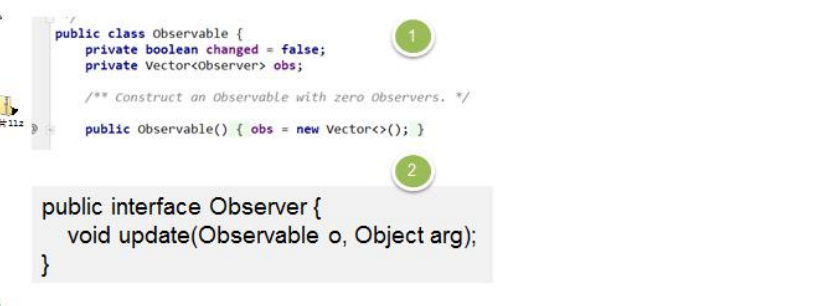 */
public class Observable {
1
private boolean changed = false;
private Vector<Observer> obs;
/** Construct an Observable with zero Observers. */
public Observable() { obs = new Vector<>(); }
2
public interface Observer {
void update(Observable o, Object arg);
}